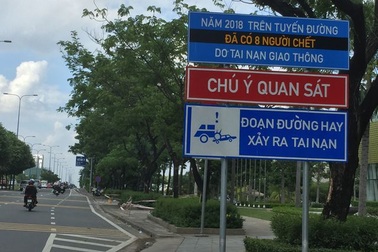 NĂM 2018 TRÊN TUYẾN ĐƯỜNG
ĐÃ CÓ 8 NGƯỜI CHẾT
DO TAI NẠN GIAO THÔNG
CHÚ Ý QUAN SÁT
ĐOẠN ĐƯỜNG HAY
XẢY RA TAI NẠN